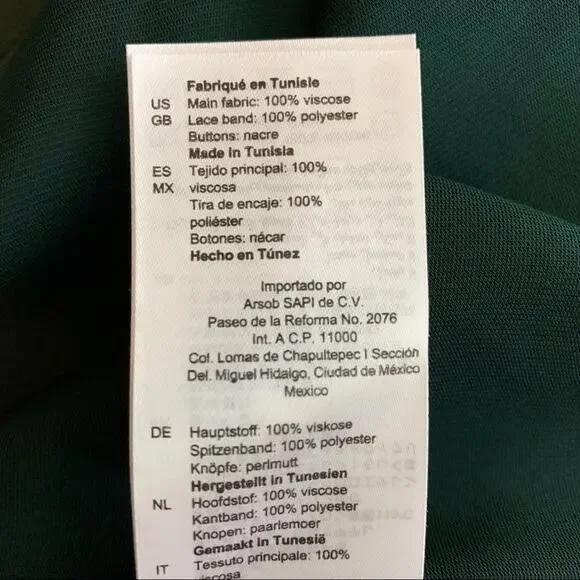 Fabriqué en Tunisie
US Main fabric: 100% viscose
GB Lace band: 100% polyester
Buttons: nacre
Made in Tunisia
ES Tejido principal: 100%
MX viscosa
Tira de encaje: 100%
poliéster
Botones: nácar
Hecho en Túnez
Importado por
Arsob SAPI de C.V.
Paseo de la Reforma No. 2076
Int. A C.P. 11000
Col. Lomas de Chapultepec I Sección
Del. Miguel Hidalgo, Ciudad de México
Mexico
DE Hauptstoff: 100% viskose
Spitzenband: 100% polyester
Knöpfe: perlmutt
Hergestellt in Tunesien
NL Hoofdstof: 100% viscose
Kantband: 100% polyester
Knopen: paarlemoer
Gemaakt in Tunesië
IT Tessuto principale: 100%
viscosa